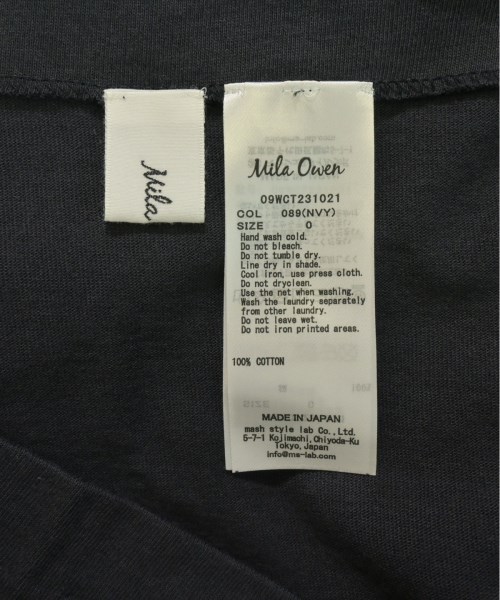 Mila
Mila Owen
09WCT231021
COL 089(NVY)
SIZE 0
Hand wash cold.
Do not bleach.
Do not tumble dry.
Line dry in shade.
Cool iron, use press cloth.
Do not dryclean.
Use the net when washing.
Wash the laundry separately
from other laundry.
Do not leave wet.
Do not iron printed areas.
100% COTTON
MADE IN JAPAN
mash style lab Co., Ltd.
5-7-1 Kojimachi, Chiyoda-Ku
Tokyo, Japan
info@ms-lab.com